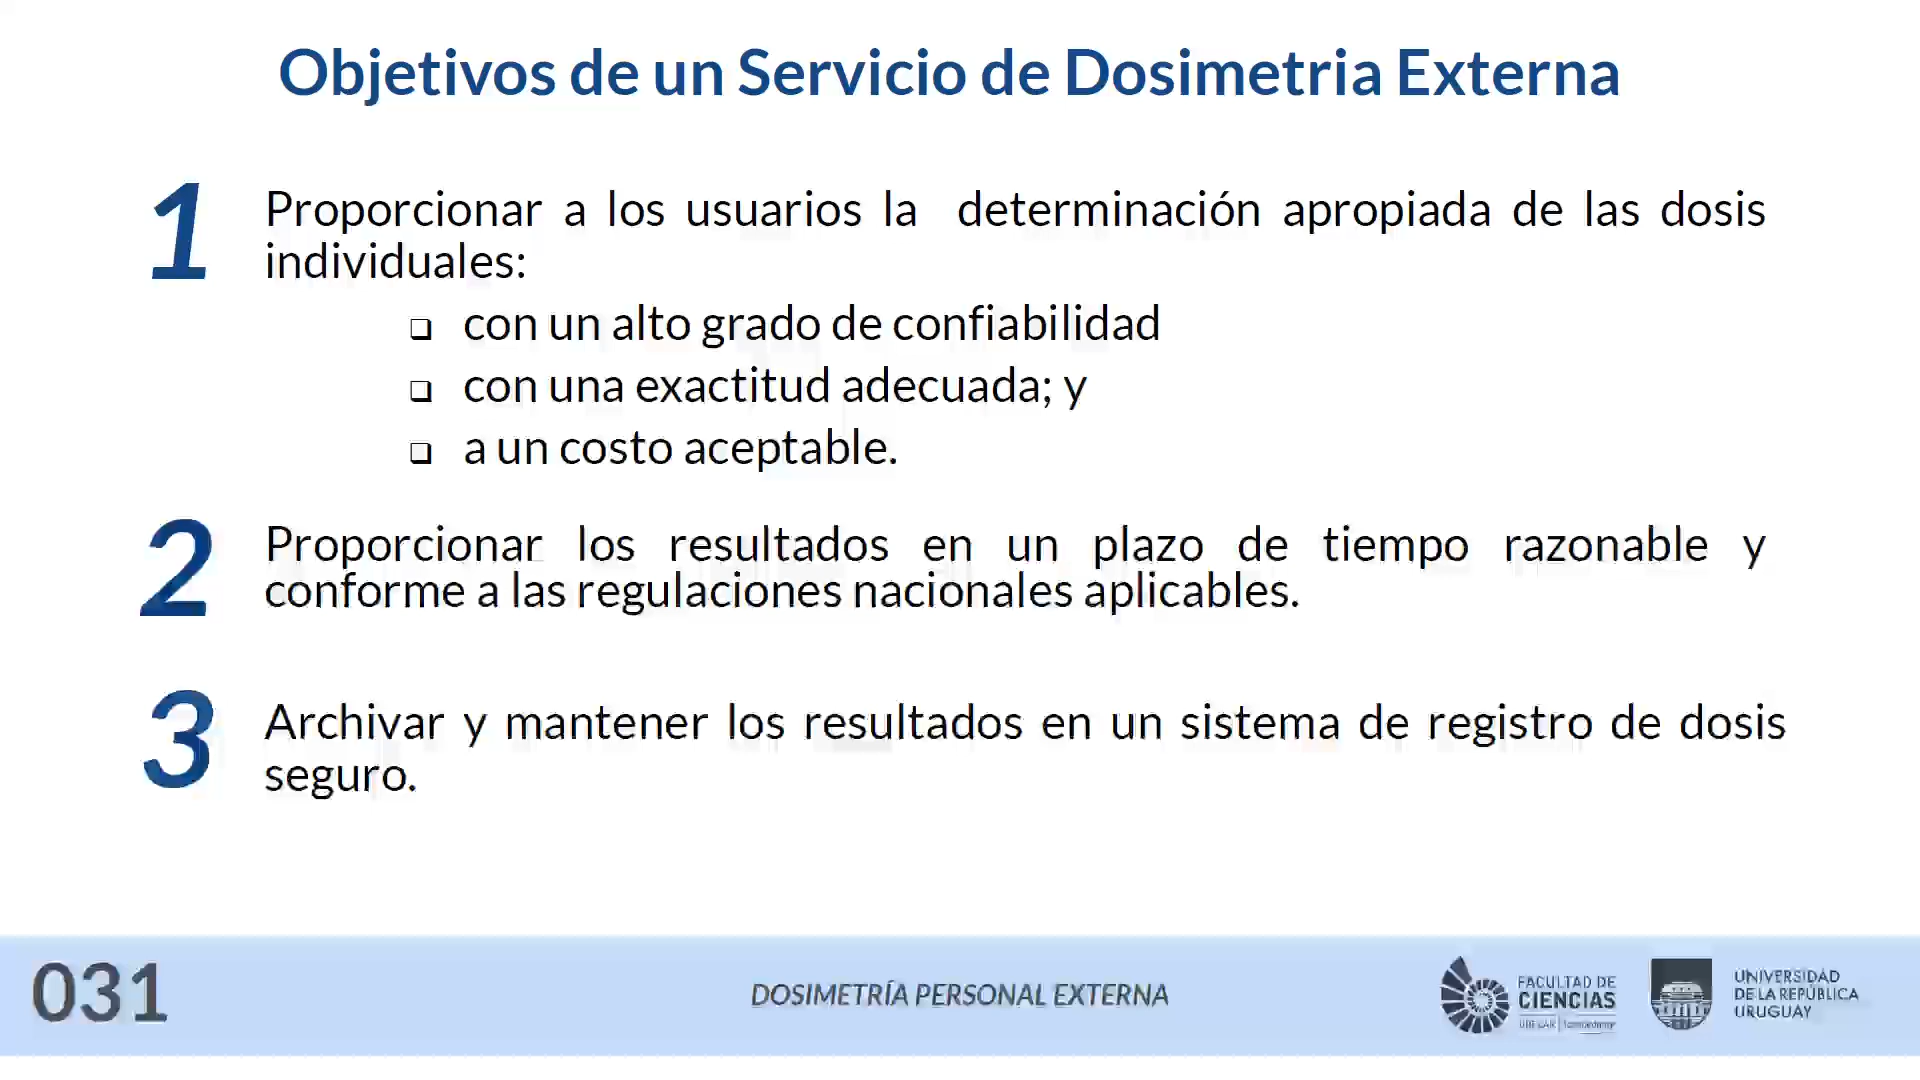 Objetivos de un Servicio de Dosimetria Externa
1
Proporcionar a los usuarios la determinación apropiada de las dosis
individuales:
❑ con un alto grado de confiabilidad
❑ con una exactitud adecuada; y
❑ a un costo aceptable.
2
Proporcionar los resultados en un plazo de tiempo razonable y
conforme a las regulaciones nacionales aplicables.
3
Archivar y mantener los resultados en un sistema de registro de dosis
seguro.
031
DOSIMETRÍA PERSONAL EXTERNA
FACULTAD DE
CIENCIAS
UNIVERSIDAD
DE LA REPÚBLICA
URUGUAY